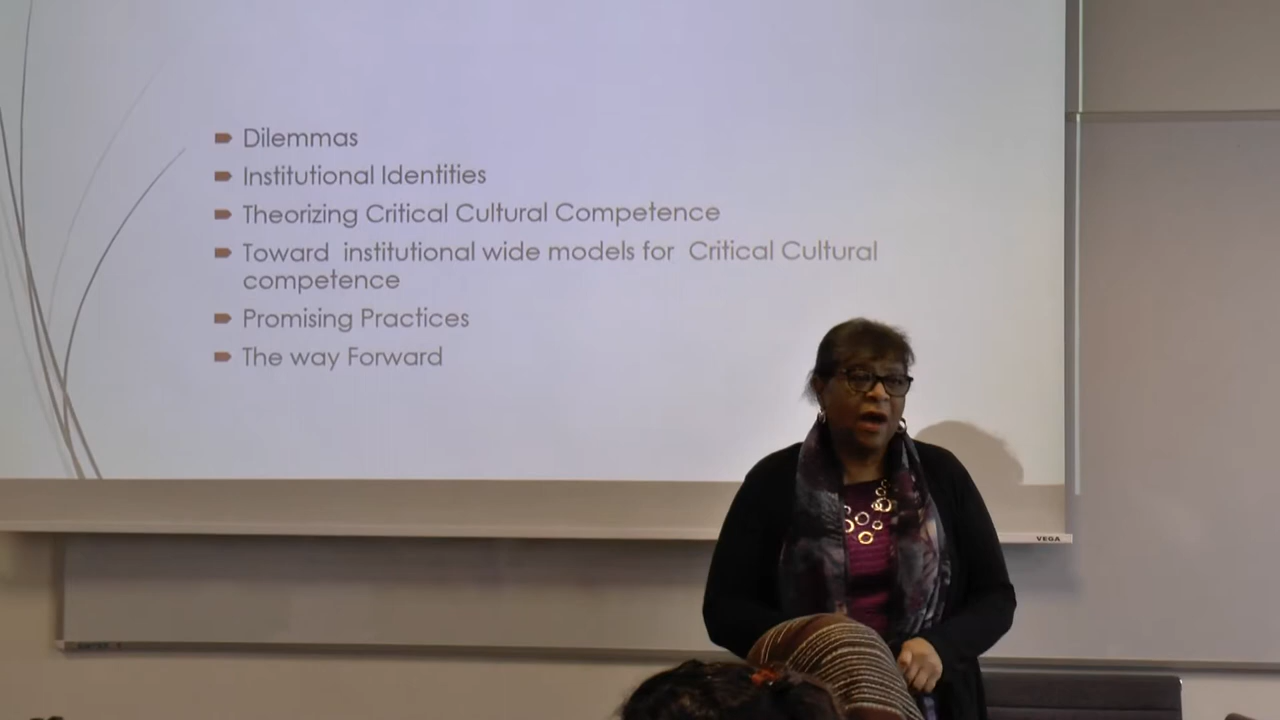 Dilemmas
Institutional Identities
Theorizing Critical Cultural Competence
Toward institutional wide models for Critical Cultural
competence
Promising Practices
The way Forward
VEGA